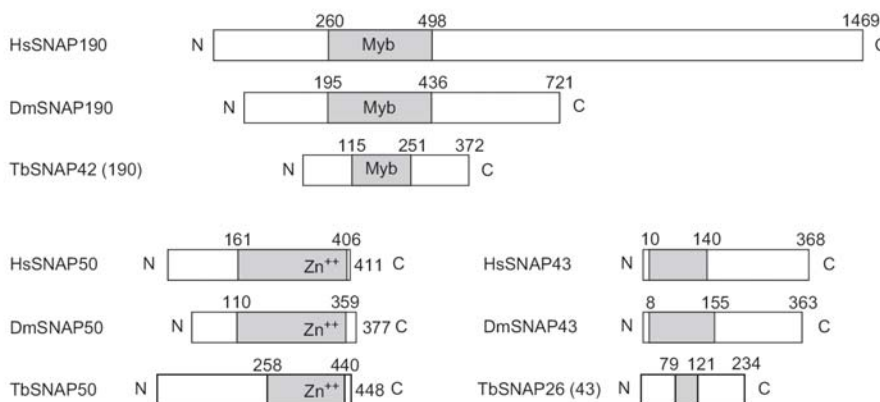 260 498 1469
HsSNAP190 N Myb C
195 436 721
DmSNAP190 N Myb C
115 251 372
TbSNAP42 (190) N Myb C
161 406
HsSNAP50 N Zn++ 411 C
10 140 368
HsSNAP43 N C
110 359
DmSNAP50 N Zn++ 377 C
8 155 363
DmSNAP43 N C
258 440
TbSNAP50 N Zn++ 448 C
79 121 234
TbSNAP26 (43) N C